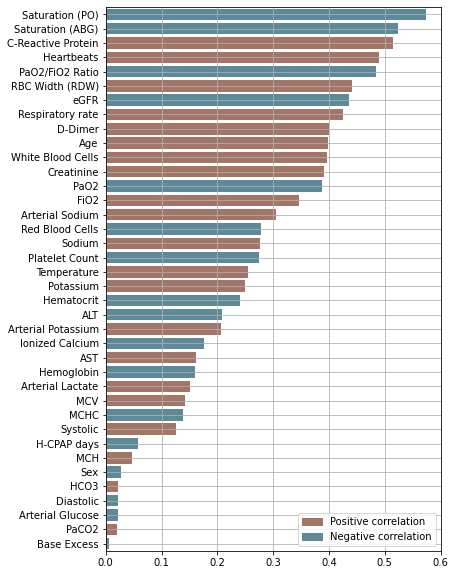 Saturation (PO)
Saturation (ABG)
C-Reactive Protein
Heartbeats
PaO2/FiO2 Ratio
RBC Width (RDW)
eGFR
Respiratory rate
D-Dimer
Age
White Blood Cells
Creatinine
PaO2
FiO2
Arterial Sodium
Red Blood Cells
Sodium
Platelet Count
Temperature
Potassium
Hematocrit
ALT
Arterial Potassium
Ionized Calcium
AST
Hemoglobin
Arterial Lactate
MCV
MCHC
Systolic
H-CPAP days
MCH
Sex
HCO3
Diastolic
Arterial Glucose
PaCO2
Base Excess
Positive correlation
Negative correlation
0.0 0.1 0.2 0.3 0.4 0.5 0.6